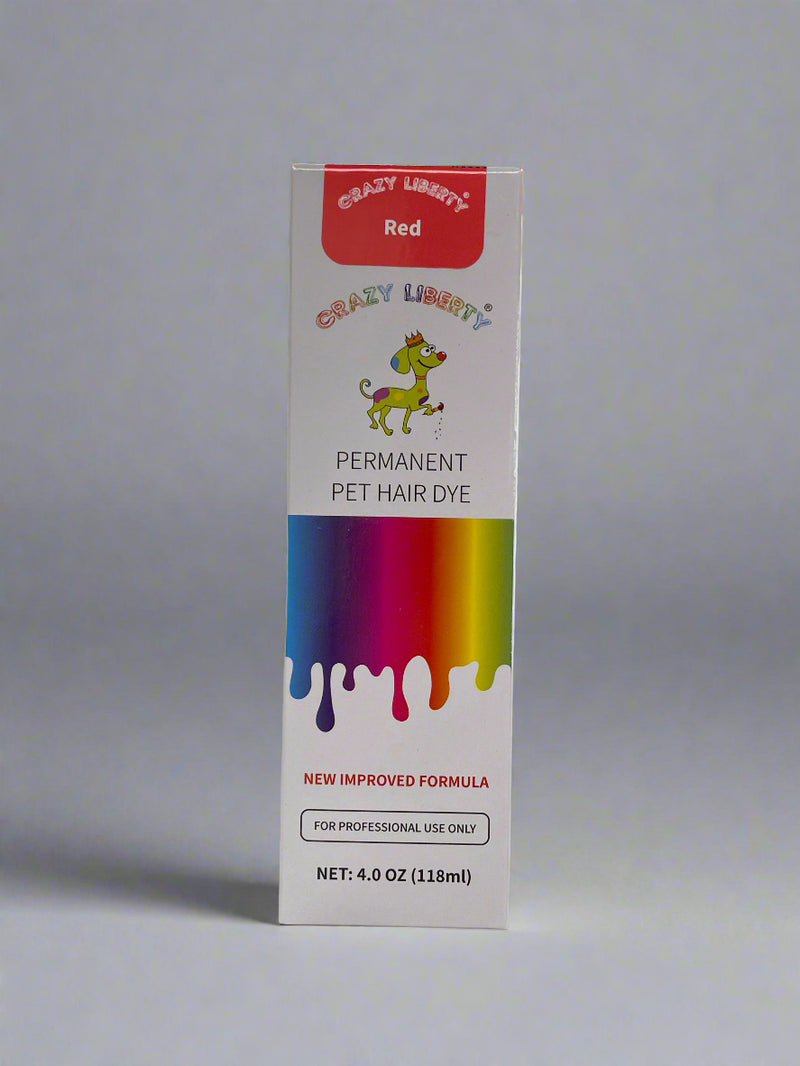 CRAZY LIBERTY®
Red
CRAZY LIBERTY®
PERMANENT
PET HAIR DYE
NEW IMPROVED FORMULA
FOR PROFESSIONAL USE ONLY
NET: 4.0 OZ (118ml)